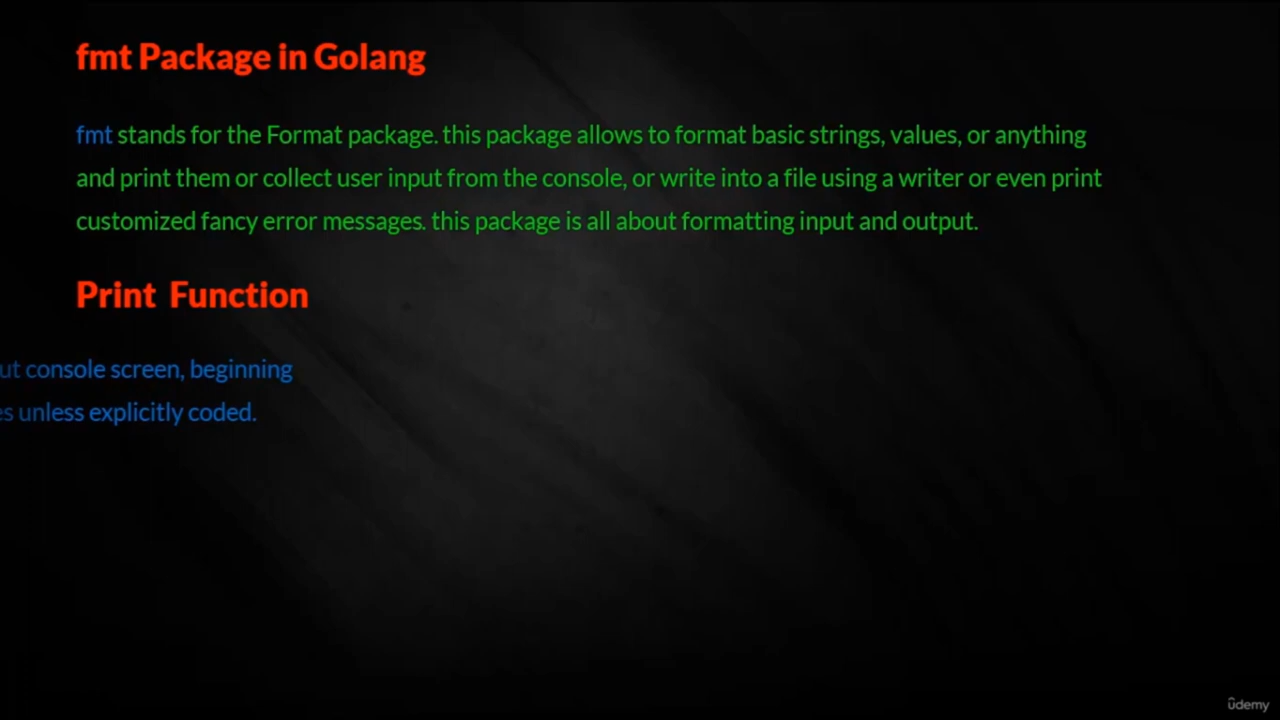 fmt Package in Golang
fmt stands for the Format package. this package allows to format basic strings, values, or anything
and print them or collect user input from the console, or write into a file using a writer or even print
customized fancy error messages. this package is all about formatting input and output.
Print Function
console screen, beginning
unless explicitly coded.
ûdemy